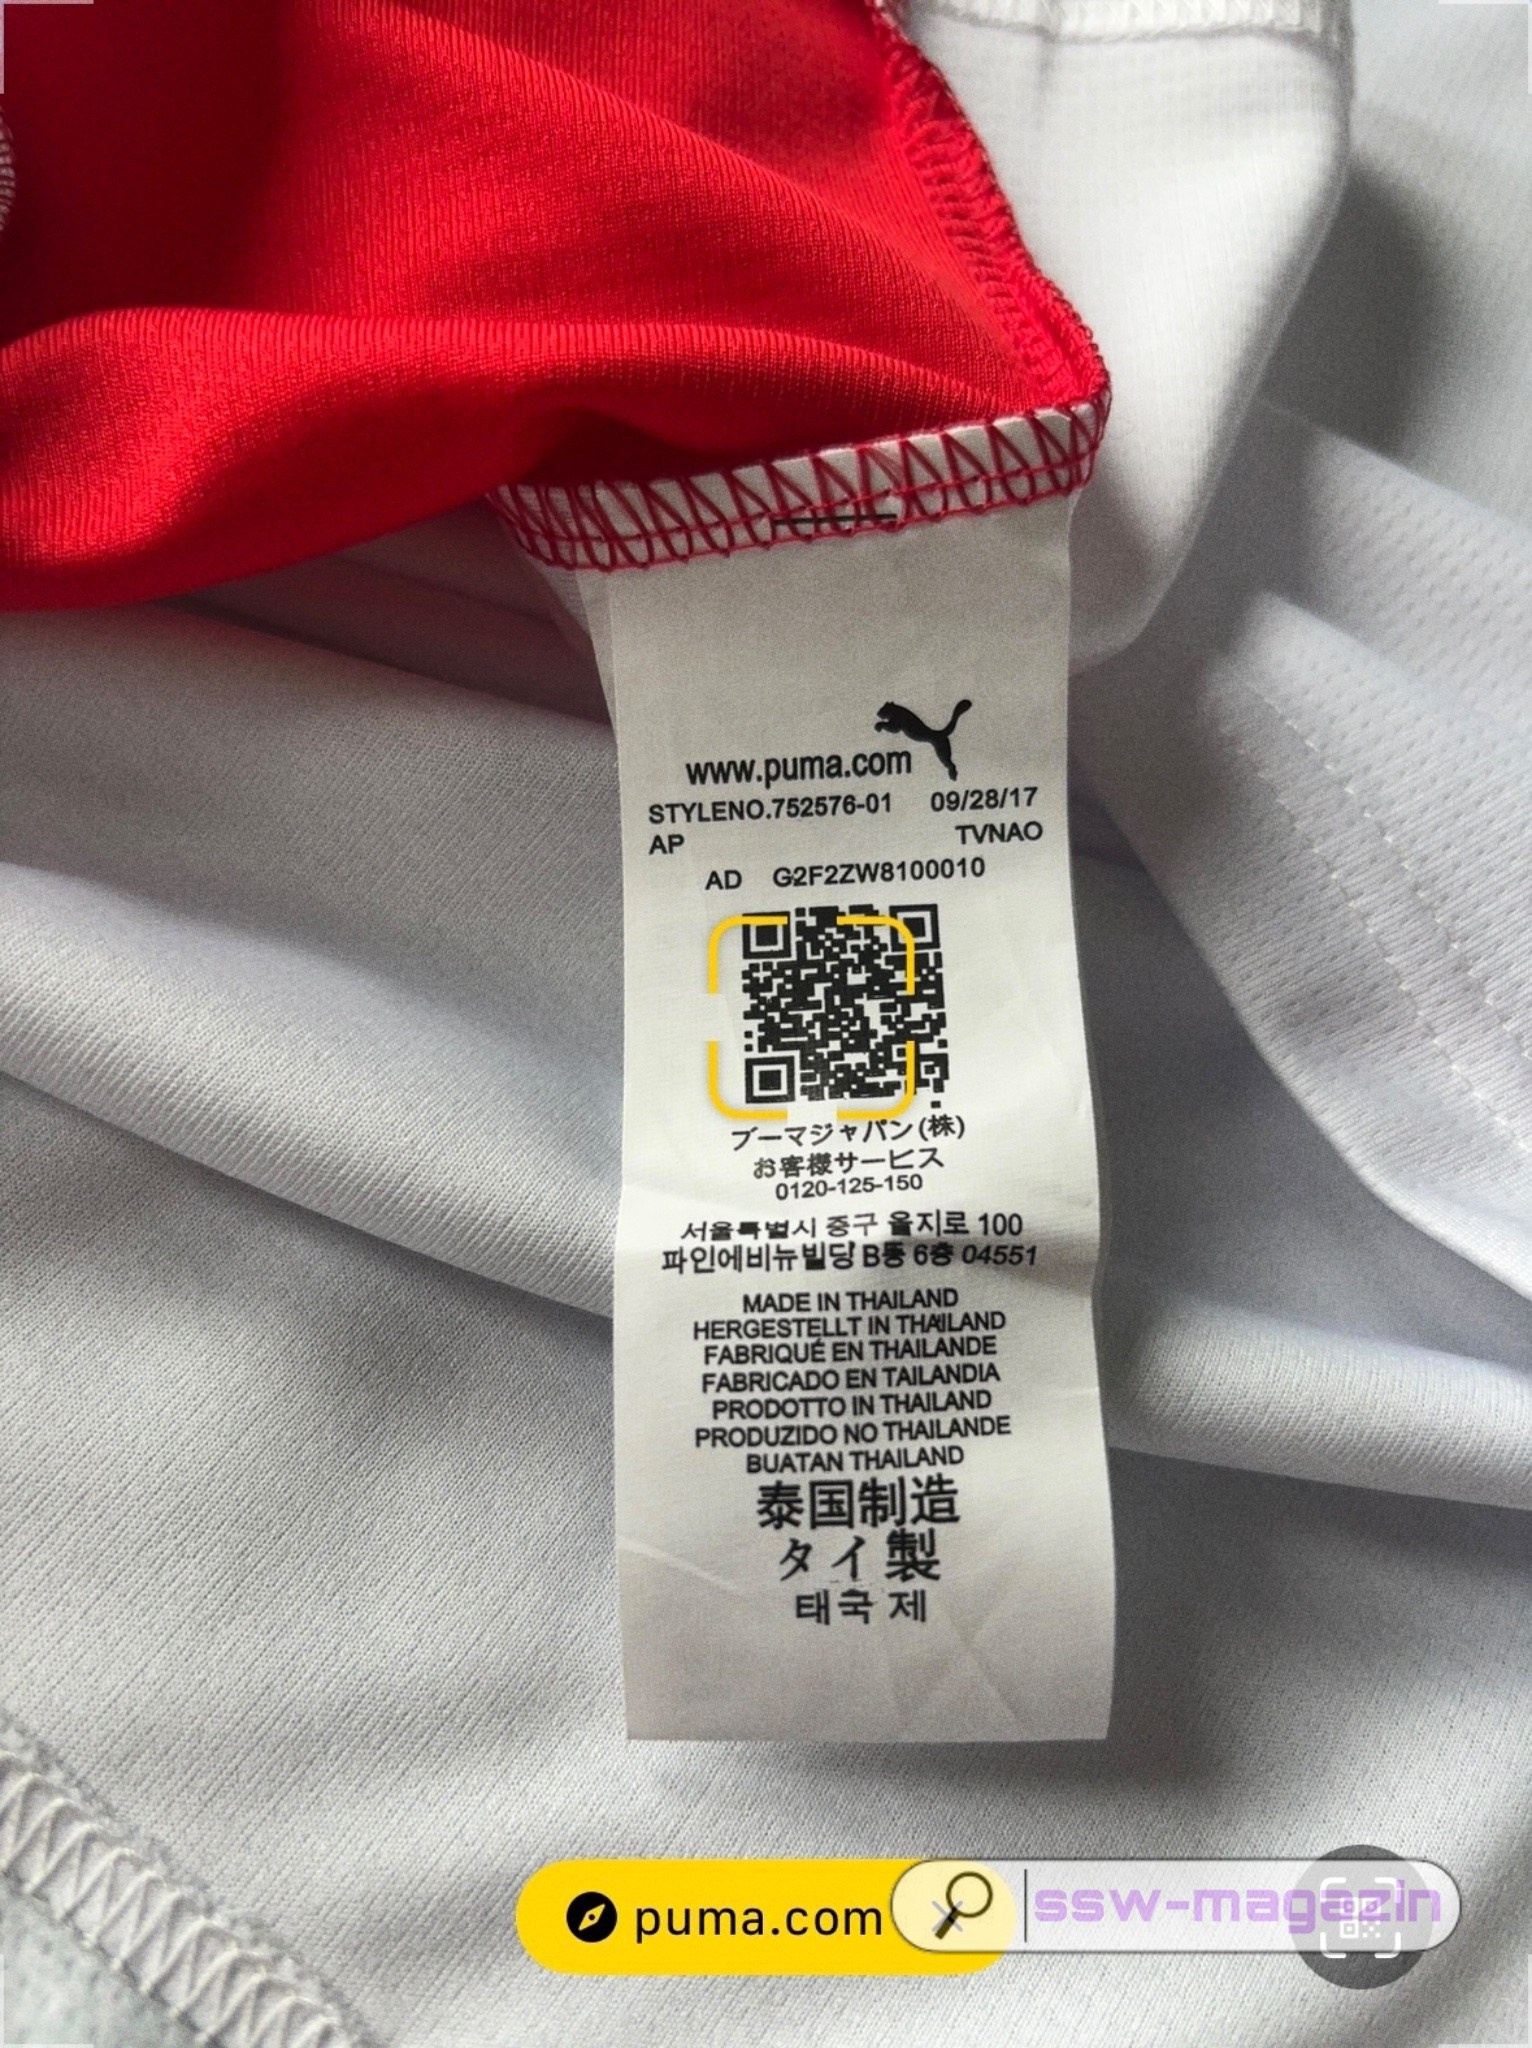 www.puma.com
STYLENO.752576-01 09/28/17
AP TVNAO
AD G2F2ZW8100010
プーマジャパン(株)
お客様サービス
0120-125-150
서울특별시 중구 을지로 100
파인에비뉴빌딩 B동 6층 04551
MADE IN THAILAND
HERGESTELLT IN THAILAND
FABRIQUÉ EN THAILANDE
FABRICADO EN TAILANDIA
PRODOTTO IN THAILAND
PRODUZIDO NO THAILANDE
BUATAN THAILAND
泰国制造
タイ製
태국 제
puma.com
ssw-magazin